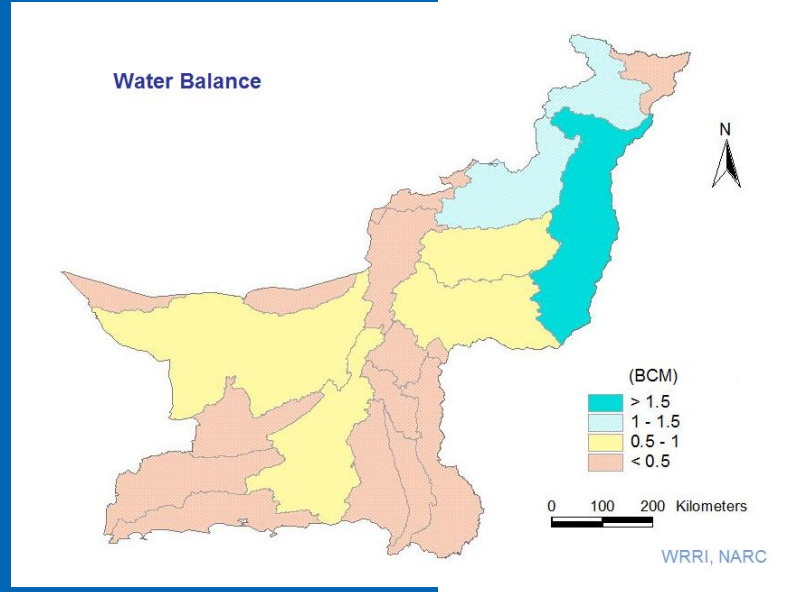 Water Balance
N
(BCM)
> 1.5
1 - 1.5
0.5 - 1
< 0.5
0 100 200 Kilometers
WRRI, NARC